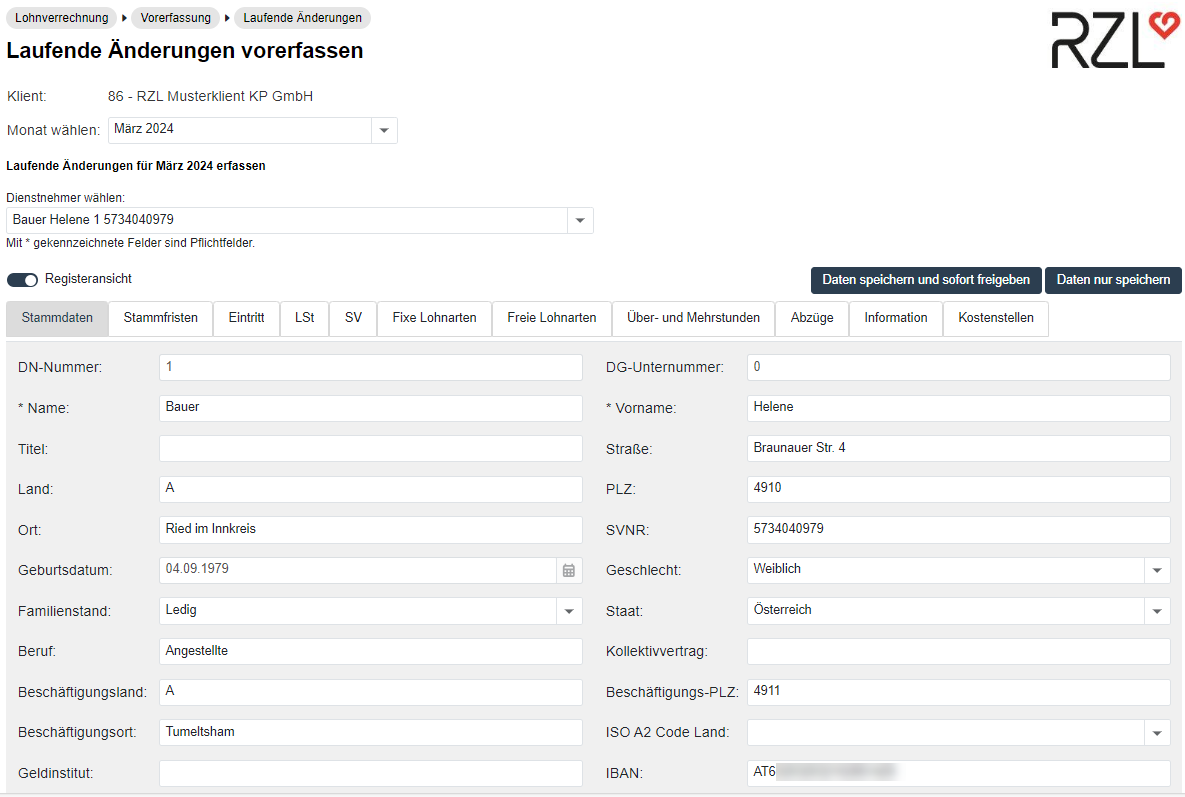 Lohnverrechnung Vorerfassung Laufende Änderungen
RZL
Laufende Änderungen vorerfassen
Klient: 86 - RZL Musterklient KP GmbH
Monat wählen: März 2024
Laufende Änderungen für März 2024 erfassen
Dienstnehmer wählen:
Bauer Helene 1 5734040979
Mit * gekennzeichnete Felder sind Pflichtfelder.
Registeransicht Daten speichern und sofort freigeben Daten nur speichern
Stammdaten Stammfristen Eintritt LSt SV Fixe Lohnarten Freie Lohnarten Über- und Mehrstunden Abzüge Information Kostenstellen
DN-Nummer: 1 DG-Unternummer: 0
* Name: Bauer * Vorname: Helene
Titel: Straße: Braunauer Str. 4
Land: A PLZ: 4910
Ort: Ried im Innkreis SVNR: 5734040979
Geburtsdatum: 04.09.1979 Geschlecht: Weiblich
Familienstand: Ledig Staat: Österreich
Beruf: Angestellte Kollektivvertrag:
Beschäftigungsland: A Beschäftigungs-PLZ: 4911
Beschäftigungsort: Tumeltsham ISO A2 Code Land:
Geldinstitut: IBAN: AT6